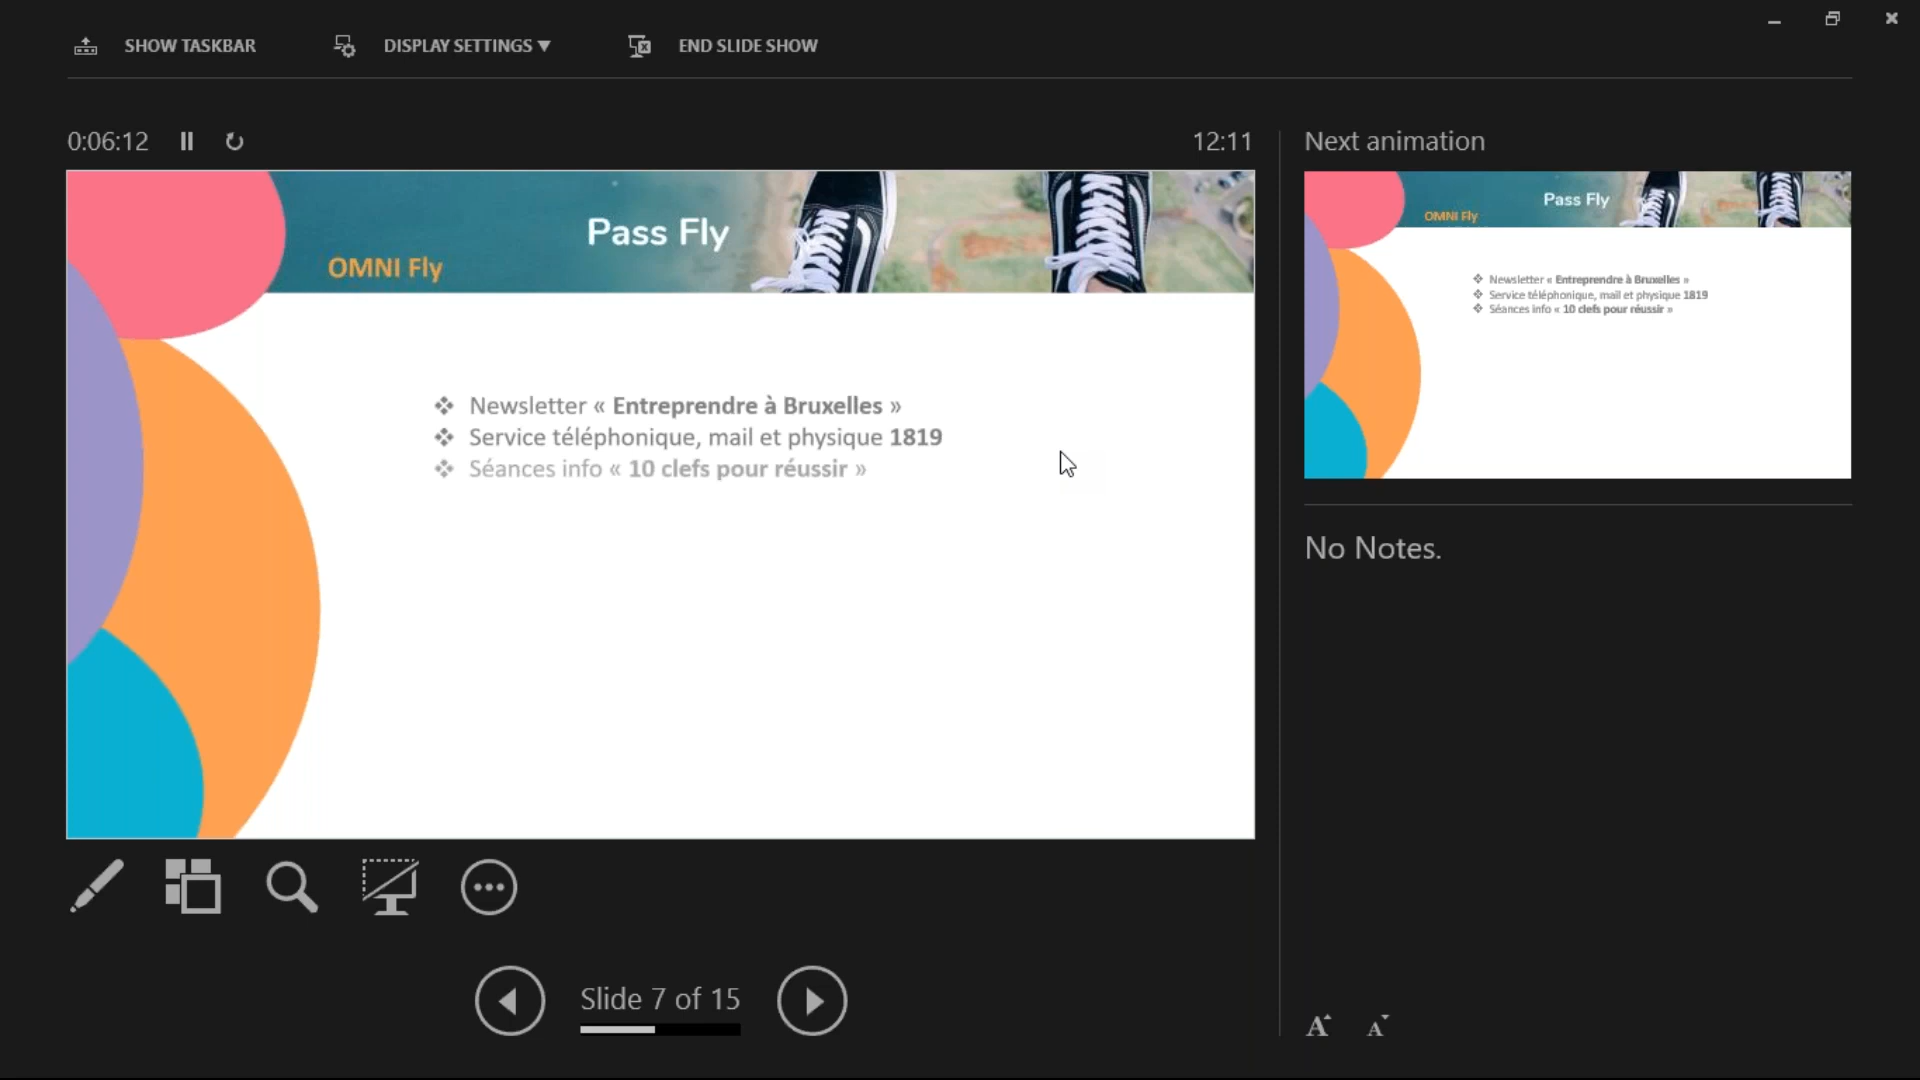 SHOW TASKBAR
DISPLAY SETTINGS ▼
END SLIDE SHOW
0:06:12
12:11
Next animation
Pass Fly
OMNI Fly
❖ Newsletter « Entreprendre à Bruxelles »
❖ Service téléphonique, mail et physique 1819
❖ Séances info « 10 clefs pour réussir »
Pass Fly
OMNI Fly
❖ Newsletter « Entreprendre à Bruxelles »
❖ Service téléphonique, mail et physique 1819
❖ Séances info « 10 clefs pour réussir »
No Notes.
Slide 7 of 15
A A